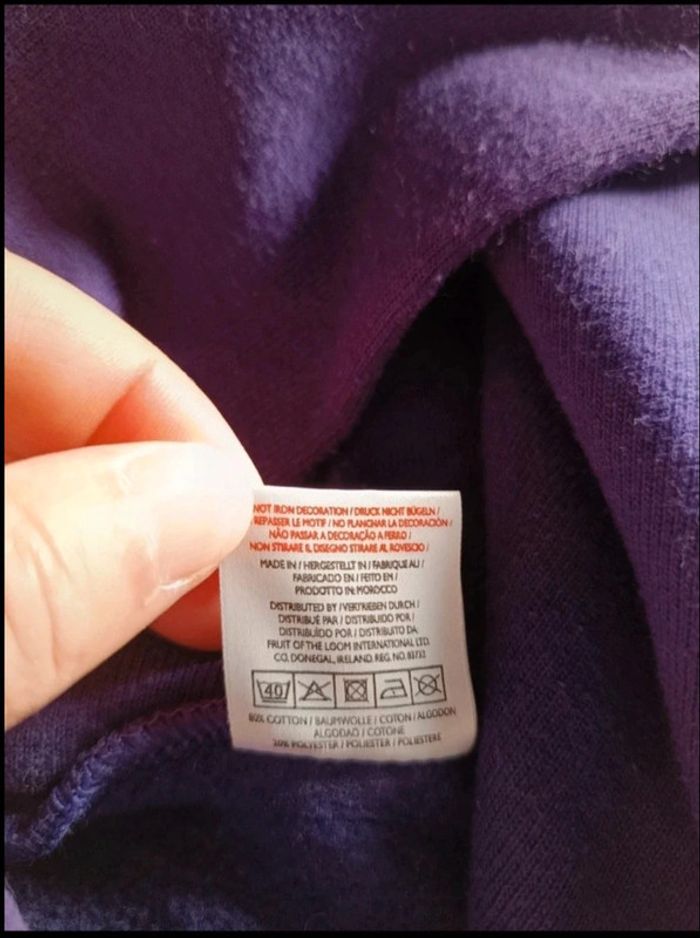 NOT IRON DECORATION / DRUCK NICHT BÜGELN /
REPASSER LE MOTIF / NO PLANCHAR LA DECORACIÓN /
NÃO PASSAR A DECORAÇÃO A FERRO /
NON STIRARE IL DISEGNO STIRARE AL ROVESCIO /
MADE IN / HERGESTELLT IN / FABRIQUE AU /
FABRICADO EN / FEITO EM /
PRODOTTO IN: MOROCCO
DISTRIBUTED BY / VERTRIEBEN DURCH /
DISTRIBUÉ PAR / DISTRIBUIDO POR /
DISTRIBUÍDO POR / DISTRIBUITO DA
FRUIT OF THE LOOM INTERNATIONAL LTD.
CO. DONEGAL, IRELAND. REG. NO. 83732
40
80% COTTON / BAUMWOLLE / COTON / ALGODON
ALGODAO / COTONE
20% POLYESTER / POLIESTER / POLIESTERE